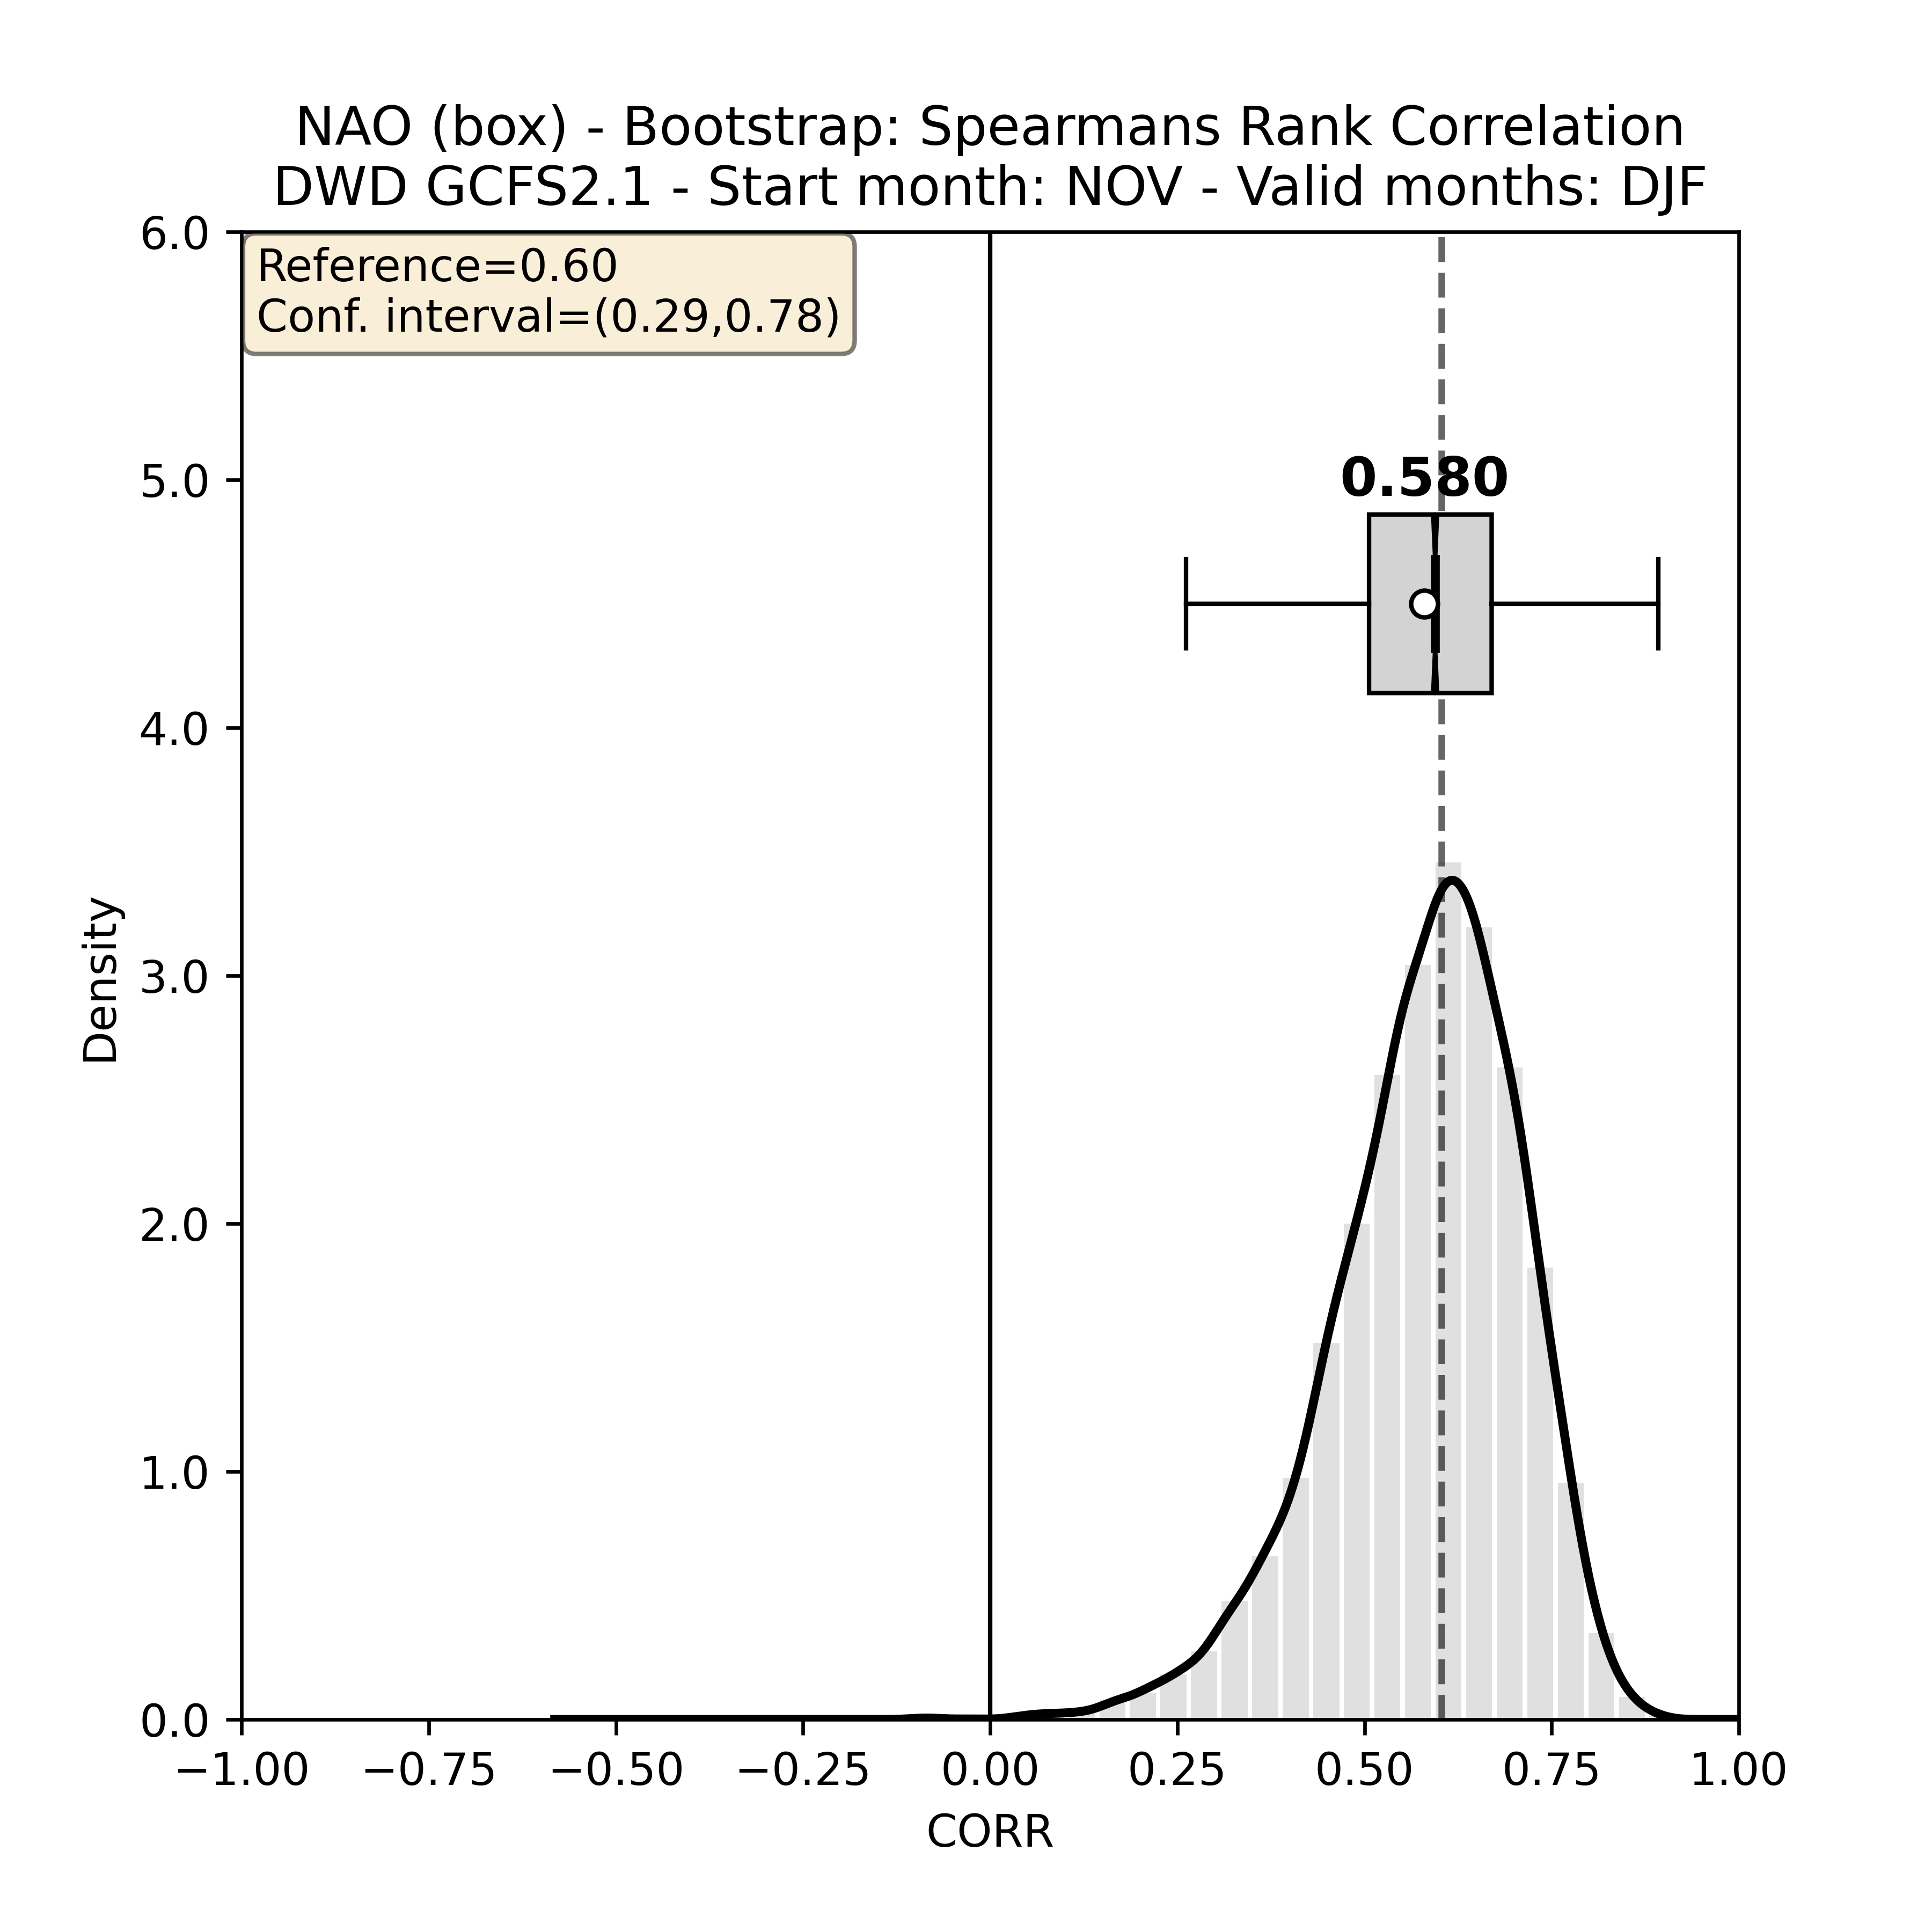 NAO (box) - Bootstrap: Spearmans Rank Correlation
DWD GCFS2.1 - Start month: NOV - Valid months: DJF
Reference=0.60
Conf. interval=(0.29,0.78)
0.580
6.0
5.0
4.0
3.0
2.0
1.0
0.0
Density
−1.00 −0.75 −0.50 −0.25 0.00 0.25 0.50 0.75 1.00
CORR